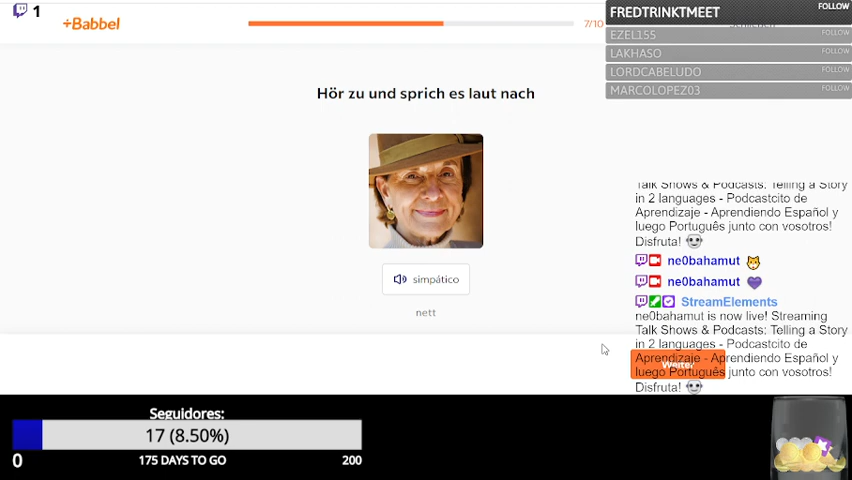 1
+Babbel
7/10
FREDTRINKTMEET FOLLOW
EZEL155 FOLLOW
LAKHASO FOLLOW
LORDCABELUDO FOLLOW
MARCOLOPEZ03 FOLLOW
Hör zu und sprich es laut nach
simpático
nett
Talk Shows & Podcasts: Telling a Story
in 2 languages - Podcastcito de
Aprendizaje - Aprendiendo Español y
luego Português junto con vosotros!
Disfruta!
ne0bahamut
ne0bahamut
StreamElements
ne0bahamut is now live! Streaming
Talk Shows & Podcasts: Telling a Story
in 2 languages - Podcastcito de
Aprendizaje - Aprendiendo Español y
luego Português junto con vosotros!
Disfruta!
Weiter
Seguidores:
17 (8.50%)
0
175 DAYS TO GO
200